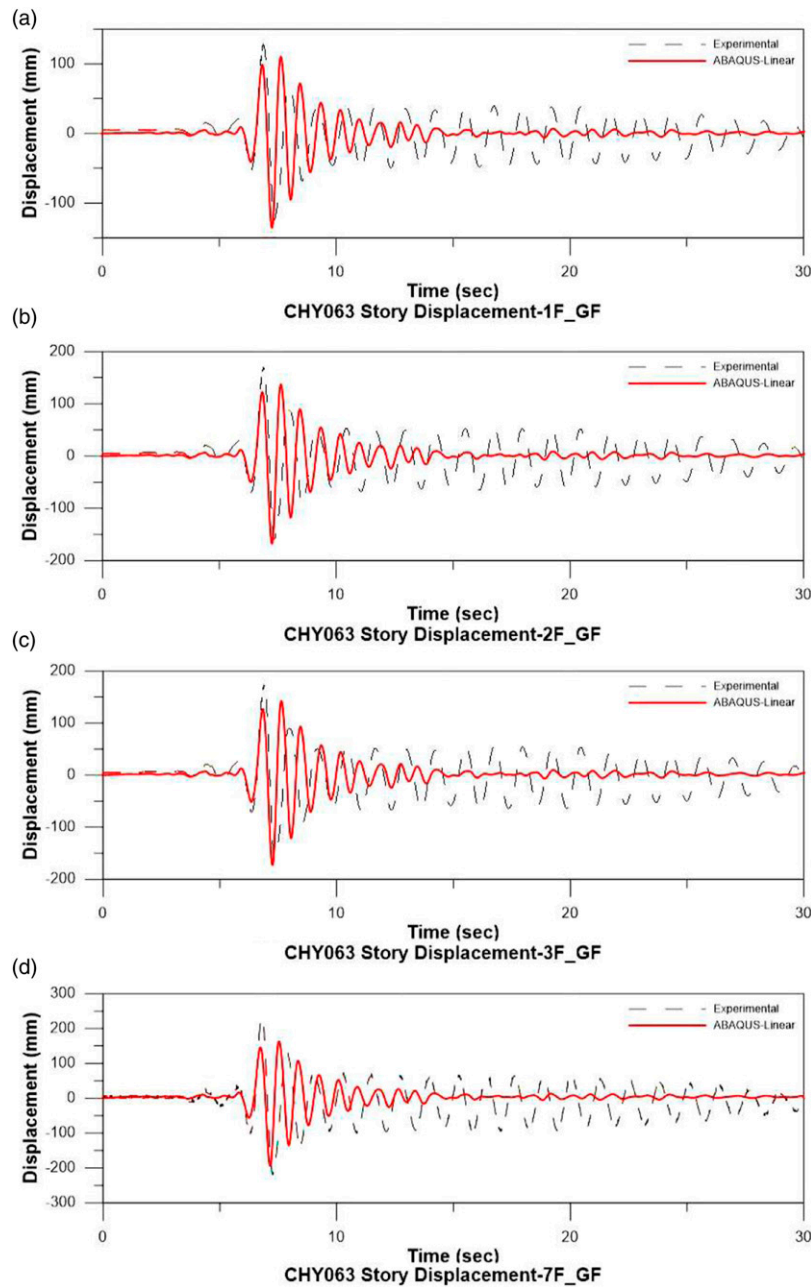 (a)
Displacement (mm)
100
0
-100
Experimental
ABAQUS-Linear
0 10 20 30
Time (sec)
CHY063 Story Displacement-1F_GF
(b)
Displacement (mm)
200
100
0
-100
-200
Experimental
ABAQUS-Linear
0 10 20 30
Time (sec)
CHY063 Story Displacement-2F_GF
(c)
Displacement (mm)
200
100
0
-100
-200
Experimental
ABAQUS-Linear
0 10 20 30
Time (sec)
CHY063 Story Displacement-3F_GF
(d)
Displacement (mm)
300
200
100
0
-100
-200
-300
Experimental
ABAQUS-Linear
0 10 20 30
Time (sec)
CHY063 Story Displacement-7F_GF